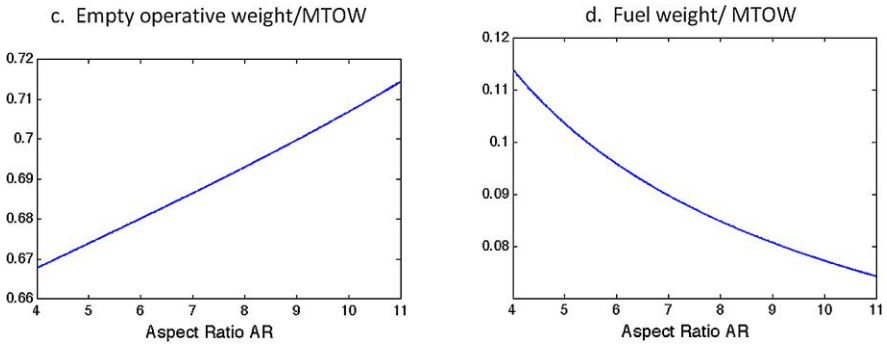 c. Empty operative weight/MTOW
0.72
0.71
0.7
0.69
0.68
0.67
0.66
4 5 6 7 8 9 10 11
Aspect Ratio AR
d. Fuel weight/ MTOW
0.12
0.11
0.1
0.09
0.08
4 5 6 7 8 9 10 11
Aspect Ratio AR